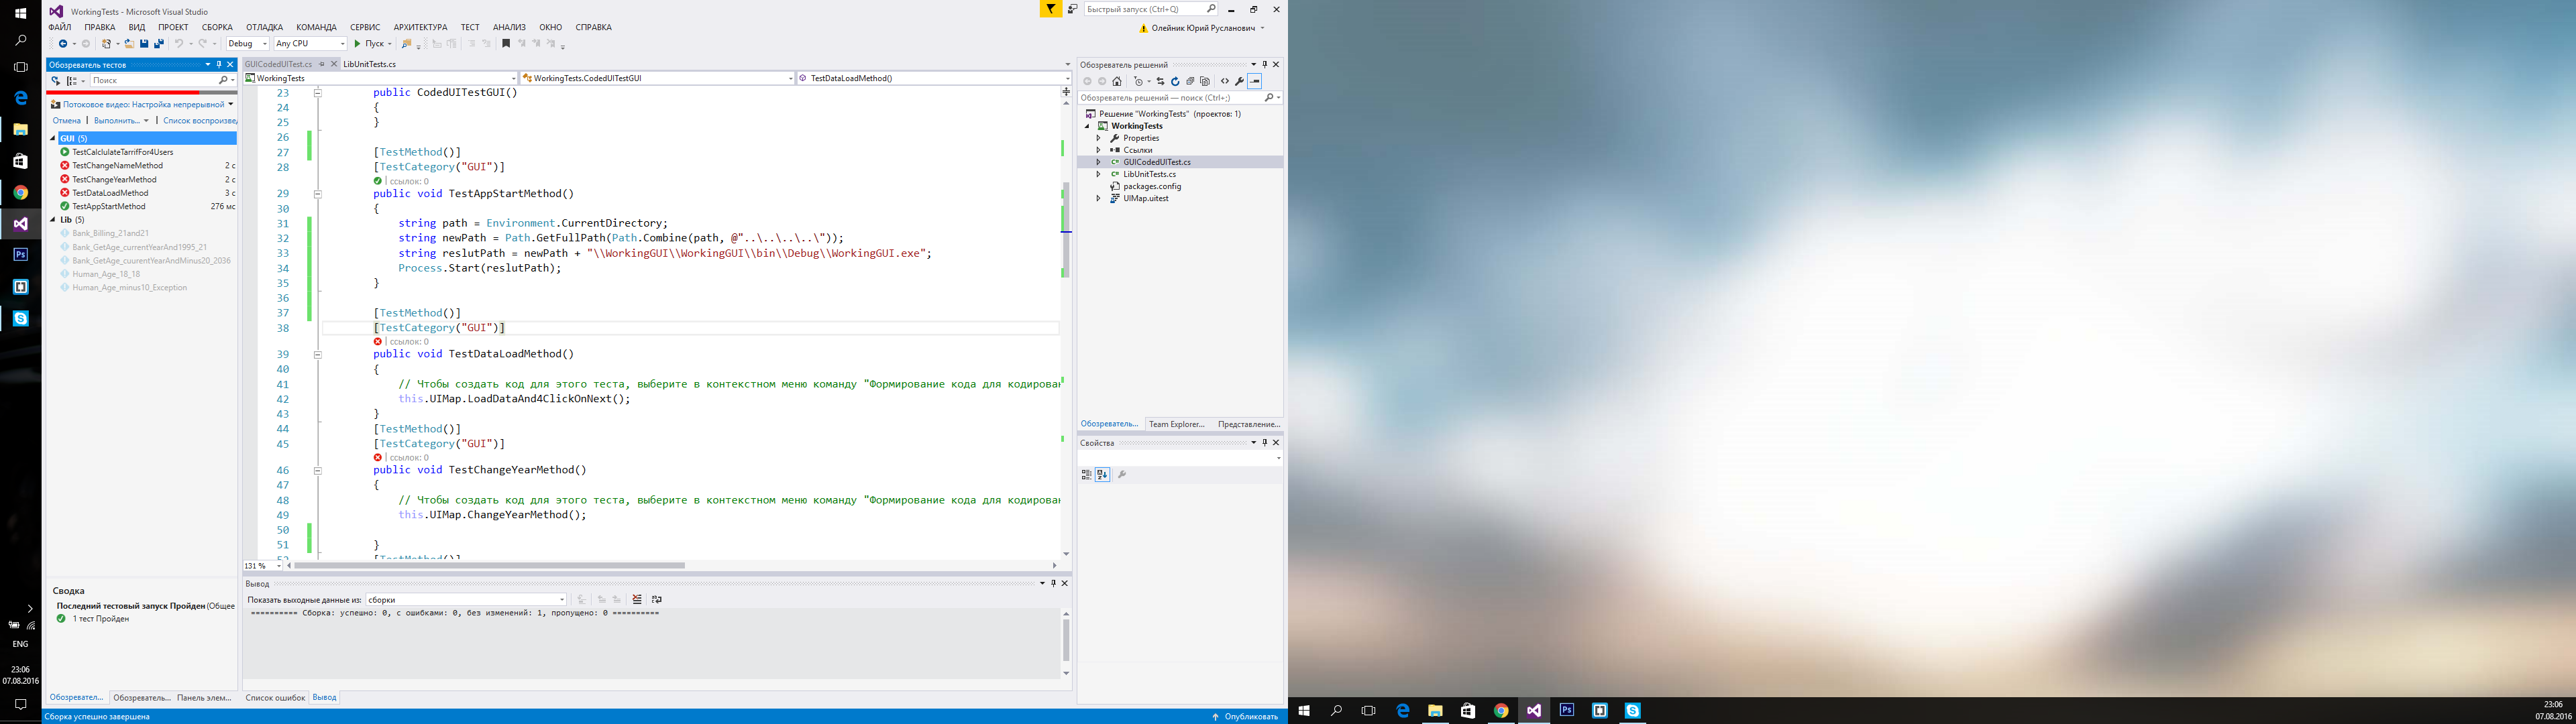 WorkingTests - Microsoft Visual Studio
Быстрый запуск (Ctrl+Q)
ФАЙЛ ПРАВКА ВИД ПРОЕКТ СБОРКА ОТЛАДКА КОМАНДА СЕРВИС АРХИТЕКТУРА ТЕСТ АНАЛИЗ ОКНО СПРАВКА
Олейник Юрий Русланович
Debug Any CPU Пуск
Обозреватель тестов
Поиск
Потоковое видео: Настройка непрерывной
Отмена | Выполнить... | Список воспроизвед
GUI (5)
TestCalclulateTarrifFor4Users
TestChangeNameMethod 2 с
TestChangeYearMethod 2 с
TestDataLoadMethod 3 с
TestAppStartMethod 276 мс
Lib (5)
Bank_Billing_21and21
Bank_GetAge_currentYearAnd1995_21
Bank_GetAge_cuurentYearAndMinus20_2036
Human_Age_18_18
Human_Age_minus10_Exception
Сводка
Последний тестовый запуск Пройден (Общее
1 тест Пройден
Обозревател... Обозреватель... Панель элем...
GUICodedUITest.cs LibUnitTests.cs
WorkingTests WorkingTests.CodedUITestGUI TestDataLoadMethod()
23 public CodedUITestGUI()
24 {
25 }
26
27 [TestMethod()]
28 [TestCategory("GUI")]
| ссылок: 0
29 public void TestAppStartMethod()
30 {
31 string path = Environment.CurrentDirectory;
32 string newPath = Path.GetFullPath(Path.Combine(path, @"..\..\..\..\"));
33 string reslutPath = newPath + "\\WorkingGUI\\WorkingGUI\\bin\\Debug\\WorkingGUI.exe";
34 Process.Start(reslutPath);
35 }
36
37 [TestMethod()]
38 [TestCategory("GUI")]
| ссылок: 0
39 public void TestDataLoadMethod()
40 {
41 // Чтобы создать код для этого теста, выберите в контекстном меню команду "Формирование кода для кодирован
42 this.UIMap.LoadDataAnd4ClickOnNext();
43 }
44 [TestMethod()]
45 [TestCategory("GUI")]
| ссылок: 0
46 public void TestChangeYearMethod()
47 {
48 // Чтобы создать код для этого теста, выберите в контекстном меню команду "Формирование кода для кодирован
49 this.UIMap.ChangeYearMethod();
50
51 }
52 [TestMethod()]
131 %
Вывод
Показать выходные данные из: сборки
========== Сборка: успешно: 0, с ошибками: 0, без изменений: 1, пропущено: 0 ==========
Список ошибок Вывод
Обозреватель решений
Обозреватель решений — поиск (Ctrl+;)
Решение "WorkingTests" (проектов: 1)
WorkingTests
Properties
Ссылки
GUICodedUITest.cs
LibUnitTests.cs
packages.config
UIMap.uitest
Обозреватель... Team Explorer... Представление...
Свойства
Сборка успешно завершена
Опубликовать
Ps
ENG
23:06
07.08.2016
Ps
23:06
07.08.2016